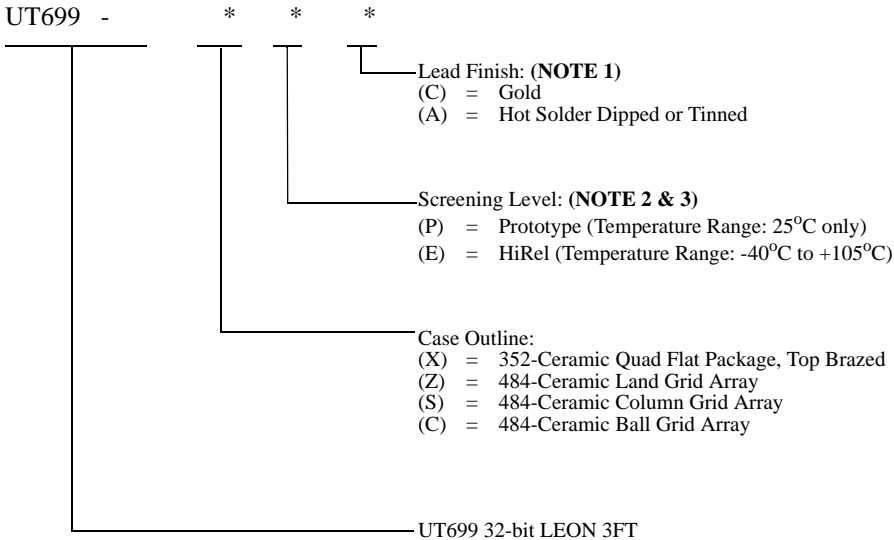 UT699 - * * *
Lead Finish: (NOTE 1)
(C) = Gold
(A) = Hot Solder Dipped or Tinned
Screening Level: (NOTE 2 & 3)
(P) = Prototype (Temperature Range: 25°C only)
(E) = HiRel (Temperature Range: -40°C to +105°C)
Case Outline:
(X) = 352-Ceramic Quad Flat Package, Top Brazed
(Z) = 484-Ceramic Land Grid Array
(S) = 484-Ceramic Column Grid Array
(C) = 484-Ceramic Ball Grid Array
UT699 32-bit LEON 3FT